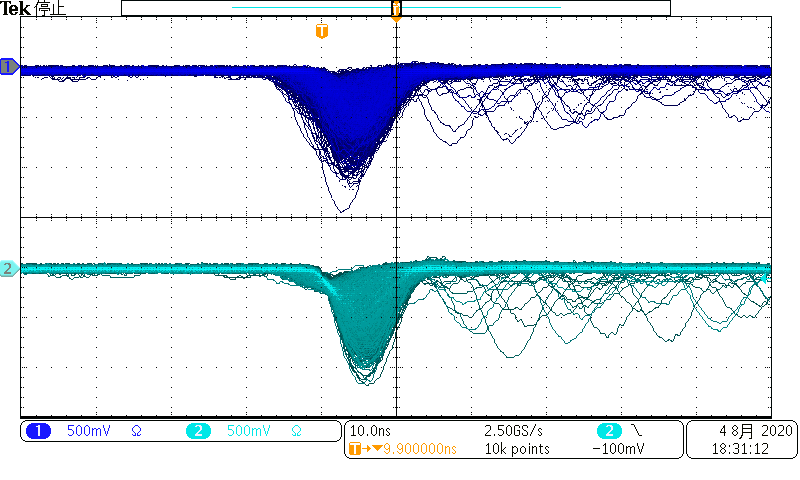 Tek 停止
T
1
2
1 500mV Ω 2 500mV Ω
10.0ns 2.50GS/s 2 ∖
T→▼9.900000ns 10k points −100mV
4 8月 2020
18:31:12